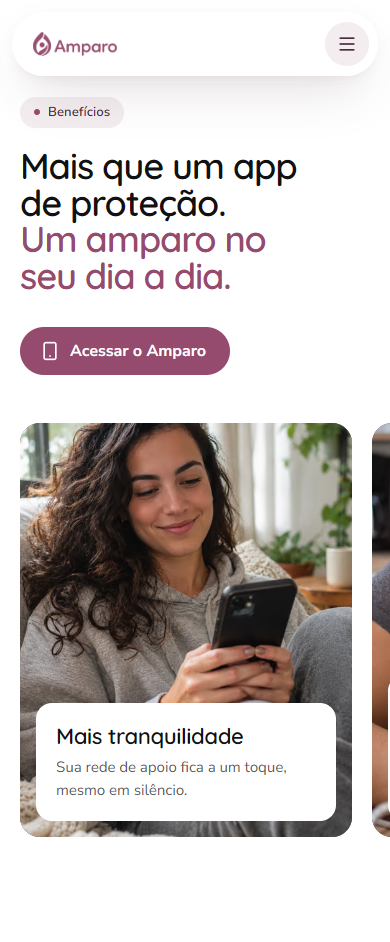 Amparo
Benefícios
Mais que um app
de proteção.
Um amparo no
seu dia a dia.
Acessar o Amparo
Mais tranquilidade
Sua rede de apoio fica a um toque,
mesmo em silêncio.